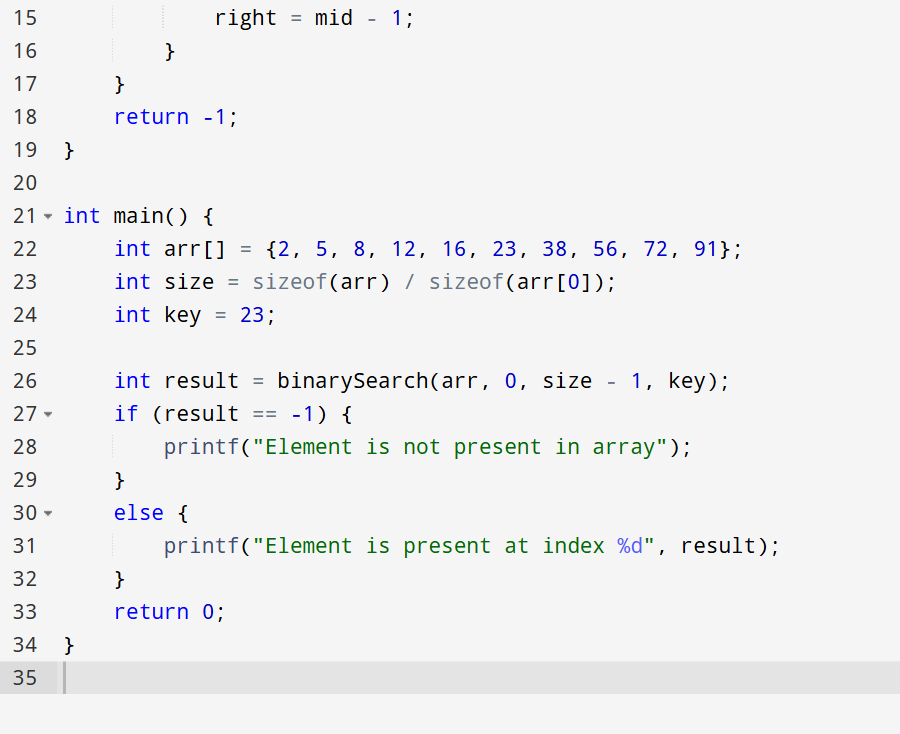 15            right = mid - 1;
16        }
17    }
18    return -1;
19 }
20
21 int main() {
22    int arr[] = {2, 5, 8, 12, 16, 23, 38, 56, 72, 91};
23    int size = sizeof(arr) / sizeof(arr[0]);
24    int key = 23;
25
26    int result = binarySearch(arr, 0, size - 1, key);
27    if (result == -1) {
28        printf("Element is not present in array");
29    }
30    else {
31        printf("Element is present at index %d", result);
32    }
33    return 0;
34 }
35